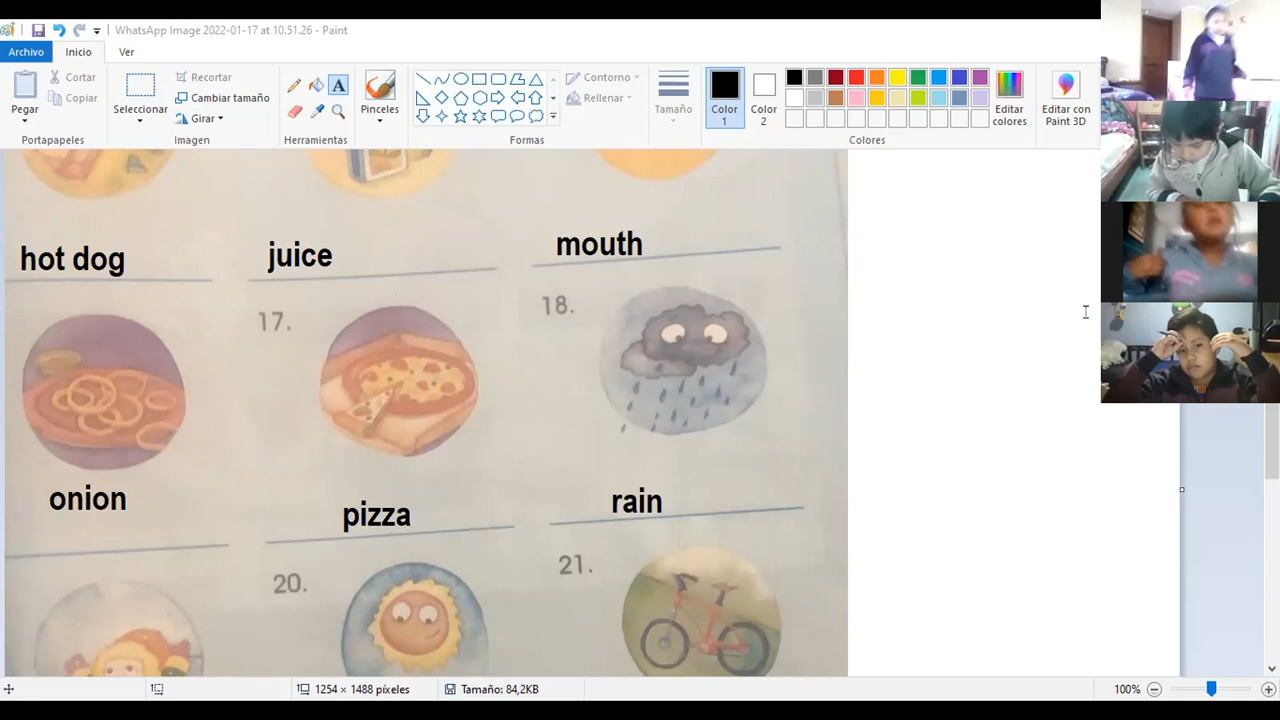 WhatsApp Image 2022-01-17 at 10.51.26 - Paint
Archivo Inicio Ver
Pegar
Cortar
Copiar
Portapapeles
Seleccionar
Recortar
Cambiar tamaño
Girar
Imagen
A
Herramientas
Pinceles
Contorno
Rellenar
Formas
Tamaño
Color 1
Color 2
Editar colores
Editar con Paint 3D
Colores
hot dog juice mouth
17. 18.
onion pizza rain
20. 21.
1254 × 1488 píxeles Tamaño: 84,2KB 100%